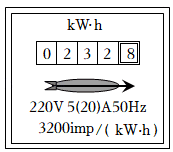 kW·h
0 2 3 2 8
220V 5(20)A50Hz
3200imp/( kW·h)